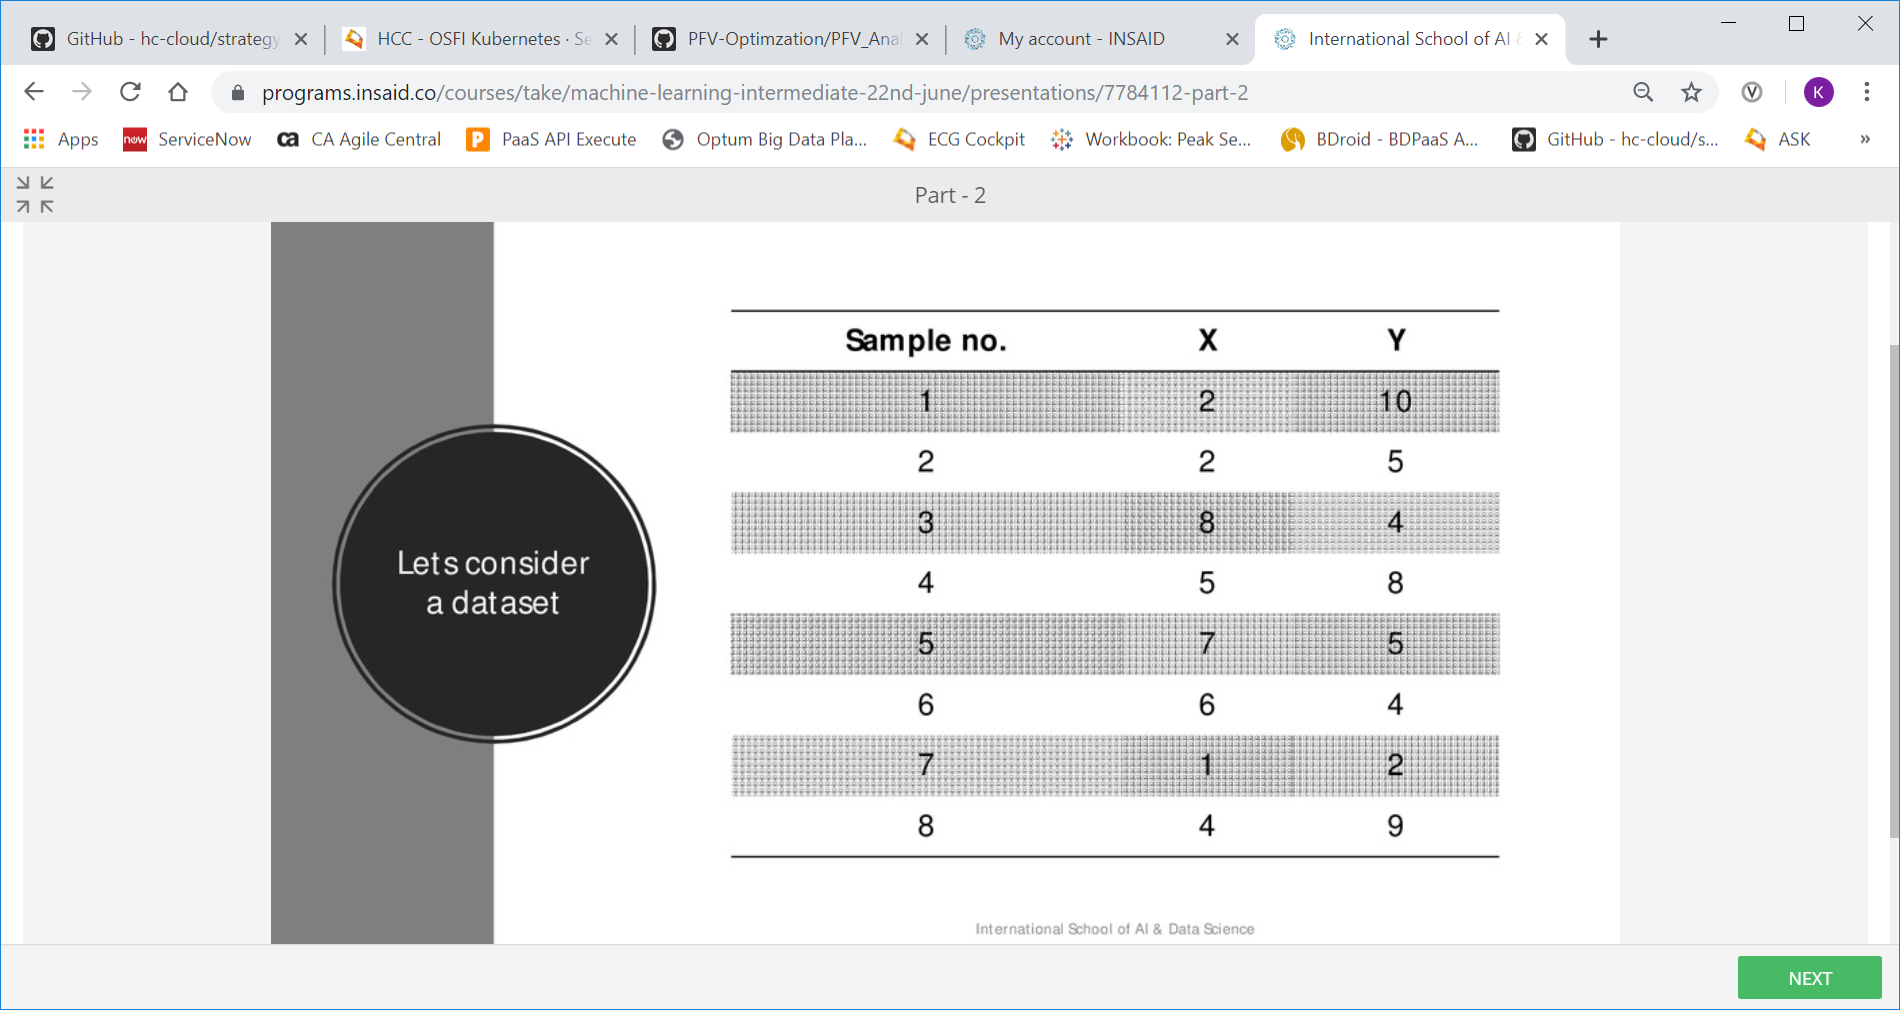 GitHub - hc-cloud/strategy
HCC - OSFI Kubernetes · Se
PFV-Optimzation/PFV_Anal
My account - INSAID
International School of AI &
programs.insaid.co/courses/take/machine-learning-intermediate-22nd-june/presentations/7784112-part-2
K
Apps
now
ServiceNow
ca
CA Agile Central
P
PaaS API Execute
Optum Big Data Pla...
ECG Cockpit
Workbook: Peak Se...
BDroid - BDPaaS A...
GitHub - hc-cloud/s...
ASK
»
Part - 2
Lets consider
a dataset
Sample no. X Y
1 2 10
2 2 5
3 8 4
4 5 8
5 7 5
6 6 4
7 1 2
8 4 9
International School of AI & Data Science
NEXT